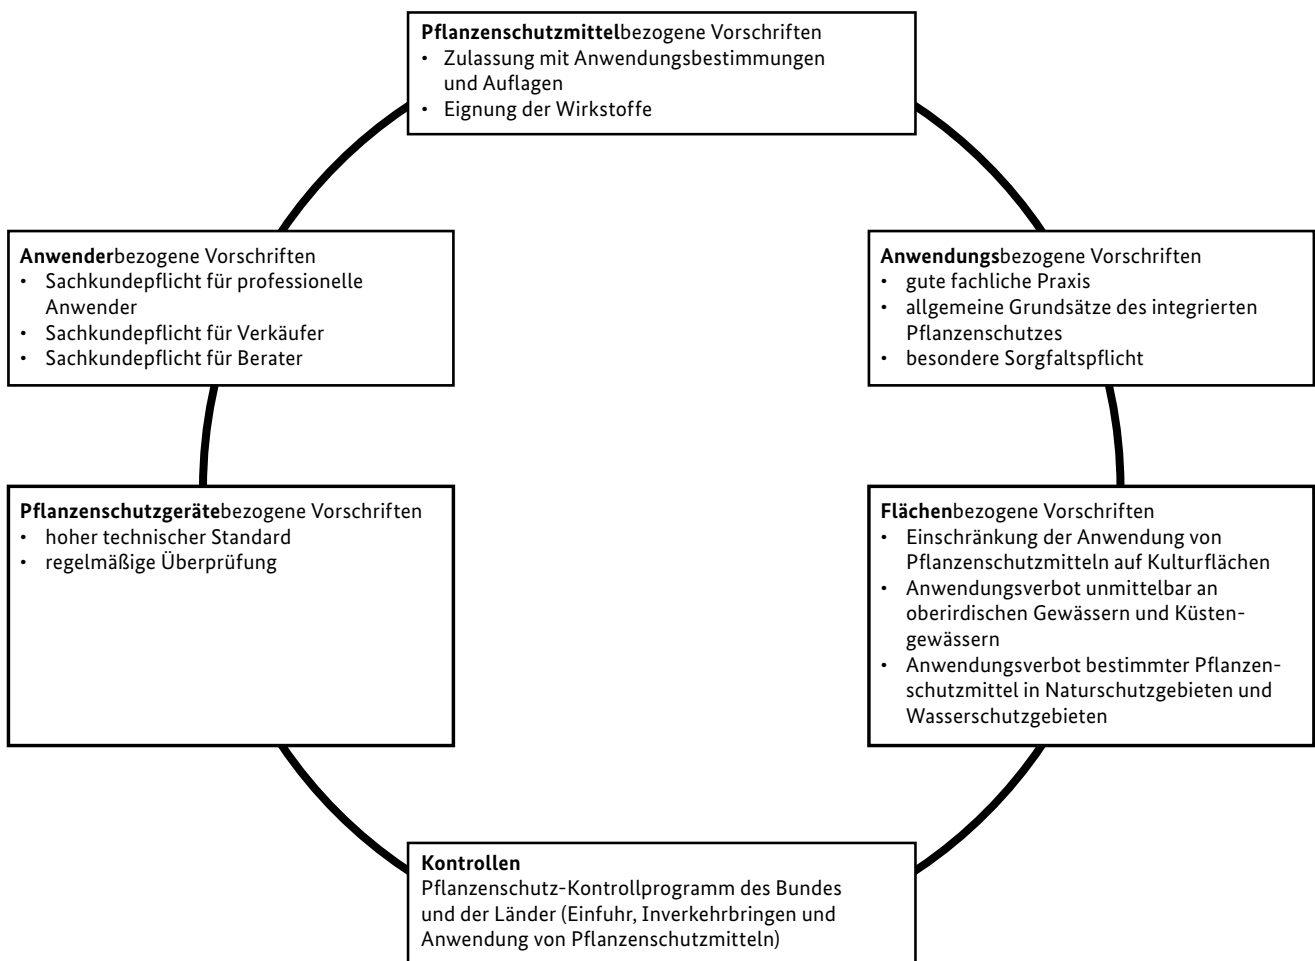 Pflanzenschutzmittelbezogene Vorschriften
• Zulassung mit Anwendungsbestimmungen
und Auflagen
• Eignung der Wirkstoffe
Anwenderbezogene Vorschriften
• Sachkundepflicht für professionelle
Anwender
• Sachkundepflicht für Verkäufer
• Sachkundepflicht für Berater
Anwendungsbezogene Vorschriften
• gute fachliche Praxis
• allgemeine Grundsätze des integrierten
Pflanzenschutzes
• besondere Sorgfaltspflicht
Pflanzenschutzgerätebezogene Vorschriften
• hoher technischer Standard
• regelmäßige Überprüfung
Flächenbezogene Vorschriften
• Einschränkung der Anwendung von
Pflanzenschutzmitteln auf Kulturflächen
• Anwendungsverbot unmittelbar an
oberirdischen Gewässern und Küsten-
gewässern
• Anwendungsverbot bestimmter Pflanzen-
schutzmittel in Naturschutzgebieten und
Wasserschutzgebieten
Kontrollen
Pflanzenschutz-Kontrollprogramm des Bundes
und der Länder (Einfuhr, Inverkehrbringen und
Anwendung von Pflanzenschutzmitteln)